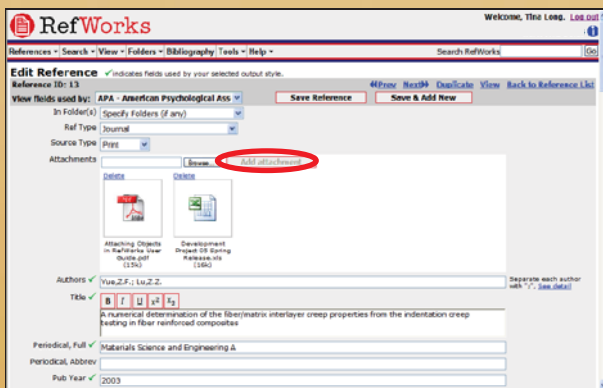 RefWorks
Welcome, Tina Long. Log out
References Search View Folders Bibliography Tools Help Search RefWorks Go
Edit Reference ✓indicates fields used by your selected output style.
Reference ID: 13 Prev Next Duplicate View Back to Reference List
View fields used by: APA - American Psychological Ass Save Reference Save & Add New
In Folder(s) Specify Folders (if any)
Ref Type Journal
Source Type Print
Attachments Browse... Add attachment
Delete Delete
Attaching Objects Development
in RefWorks User Project 05 Spring
Guide.pdf Release.xls
(15k) (16k)
Authors ✓ Yue,Z.F.; Lu,Z.Z. Separate each author
with ";". See detail
Title ✓ B I U x² X₂
A numerical determination of the fiber/matrix interlayer creep properties from the indentation creep
testing in fiber reinforced composites
Periodical, Full ✓ Materials Science and Engineering A
Periodical, Abbrev
Pub Year ✓ 2003